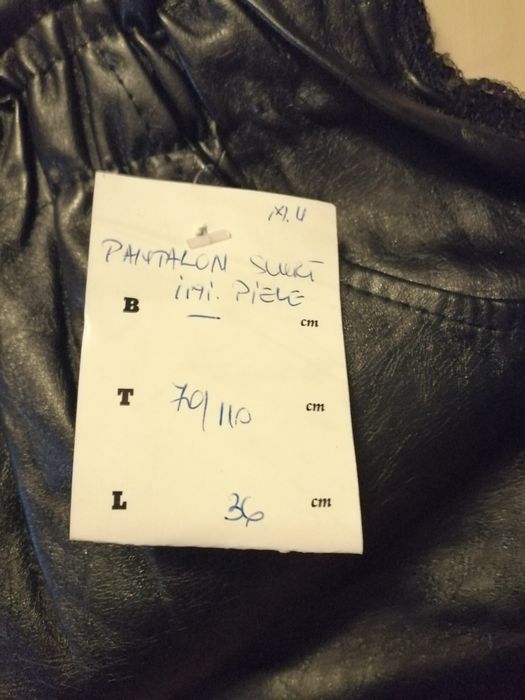 PANTALON SCURT
imi. PIELE
B — cm
T 70/110 cm
L 36 cm